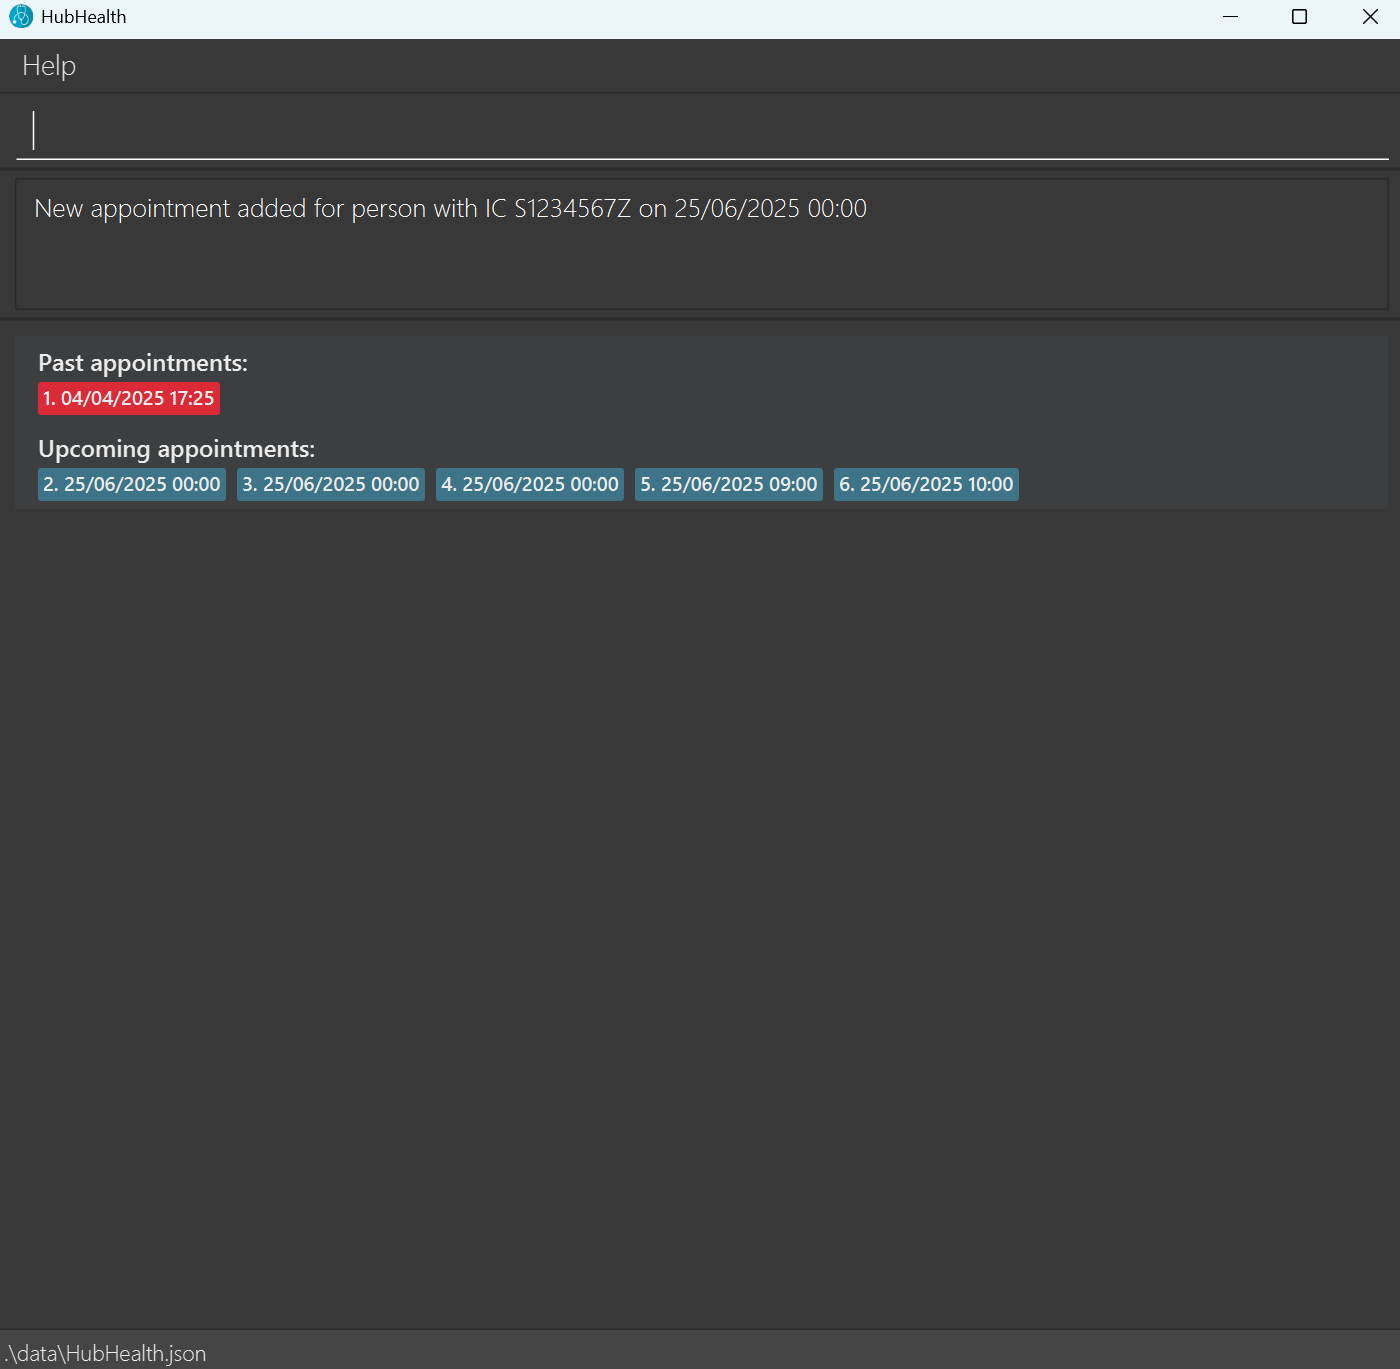 HubHealth
Help
New appointment added for person with IC S1234567Z on 25/06/2025 00:00
Past appointments:
1. 04/04/2025 17:25
Upcoming appointments:
2. 25/06/2025 00:00 3. 25/06/2025 00:00 4. 25/06/2025 00:00 5. 25/06/2025 09:00 6. 25/06/2025 10:00
.\data\HubHealth.json